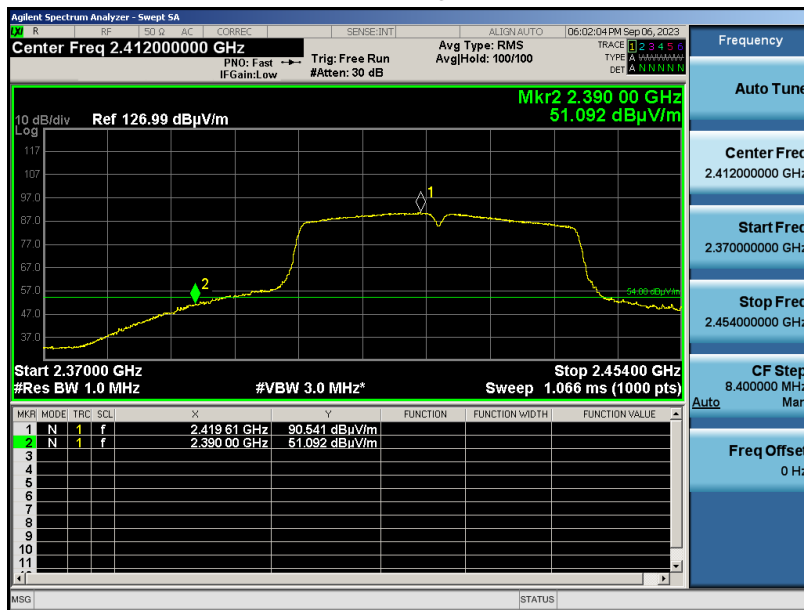 Agilent Spectrum Analyzer - Swept SA
LXI R RF 50 Ω AC CORREC SENSE:INT ALIGN AUTO 06:02:04 PM Sep 06, 2023
Center Freq 2.412000000 GHz
PNO: Fast
IFGain:Low
Trig: Free Run
#Atten: 30 dB
Avg Type: RMS
Avg|Hold: 100/100
TRACE 1 2 3 4 5 6
TYPE A WWWWW
DET A N N N N N
Mkr2 2.390 00 GHz
51.092 dBµV/m
10 dB/div Ref 126.99 dBµV/m
Log
117
107
97.0
87.0
77.0
67.0
57.0
47.0
37.0
1
2
54.00 dBµV/m
Start 2.37000 GHz
Stop 2.45400 GHz
#Res BW 1.0 MHz
#VBW 3.0 MHz*
Sweep 1.066 ms (1000 pts)
MKR MODE TRC SCL X Y FUNCTION FUNCTION WIDTH FUNCTION VALUE
1 N 1 f 2.419 61 GHz 90.541 dBµV/m
2 N 1 f 2.390 00 GHz 51.092 dBµV/m
3
4
5
6
7
8
9
10
11
MSG
STATUS
Frequency
Auto Tune
Center Freq
2.412000000 GHz
Start Freq
2.370000000 GHz
Stop Freq
2.454000000 GHz
CF Step
8.400000 MHz
Auto Man
Freq Offset
0 Hz